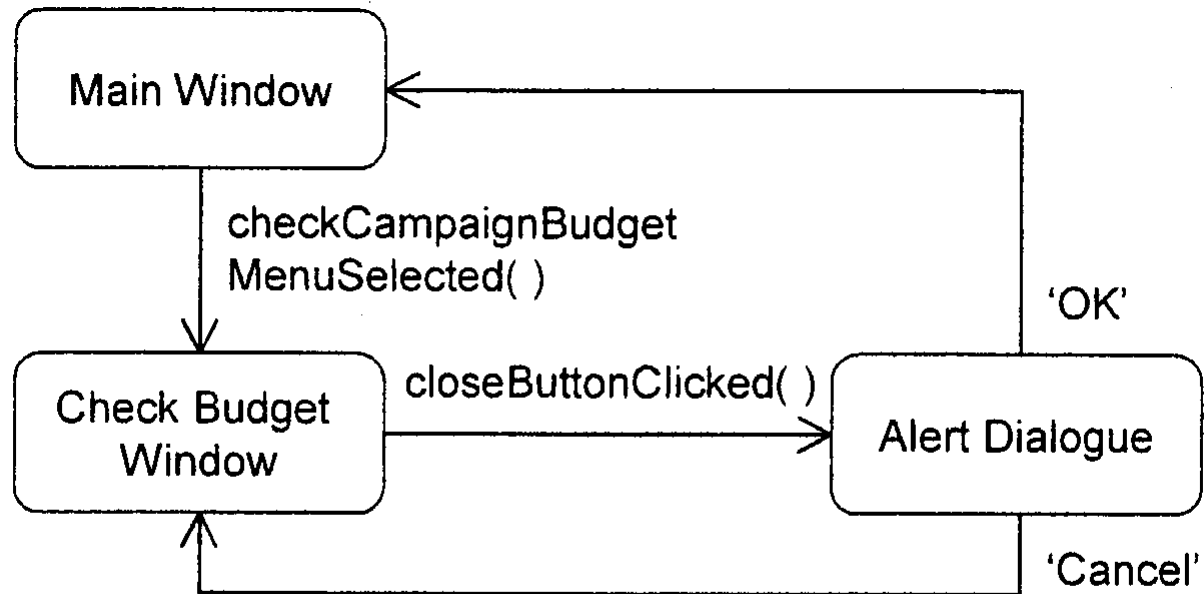 Main Window
checkCampaignBudget
MenuSelected( )
‘OK’
Check Budget
Window
closeButtonClicked( )
Alert Dialogue
‘Cancel’